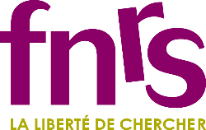 fnrs
LA LIBERTÉ DE CHERCHER